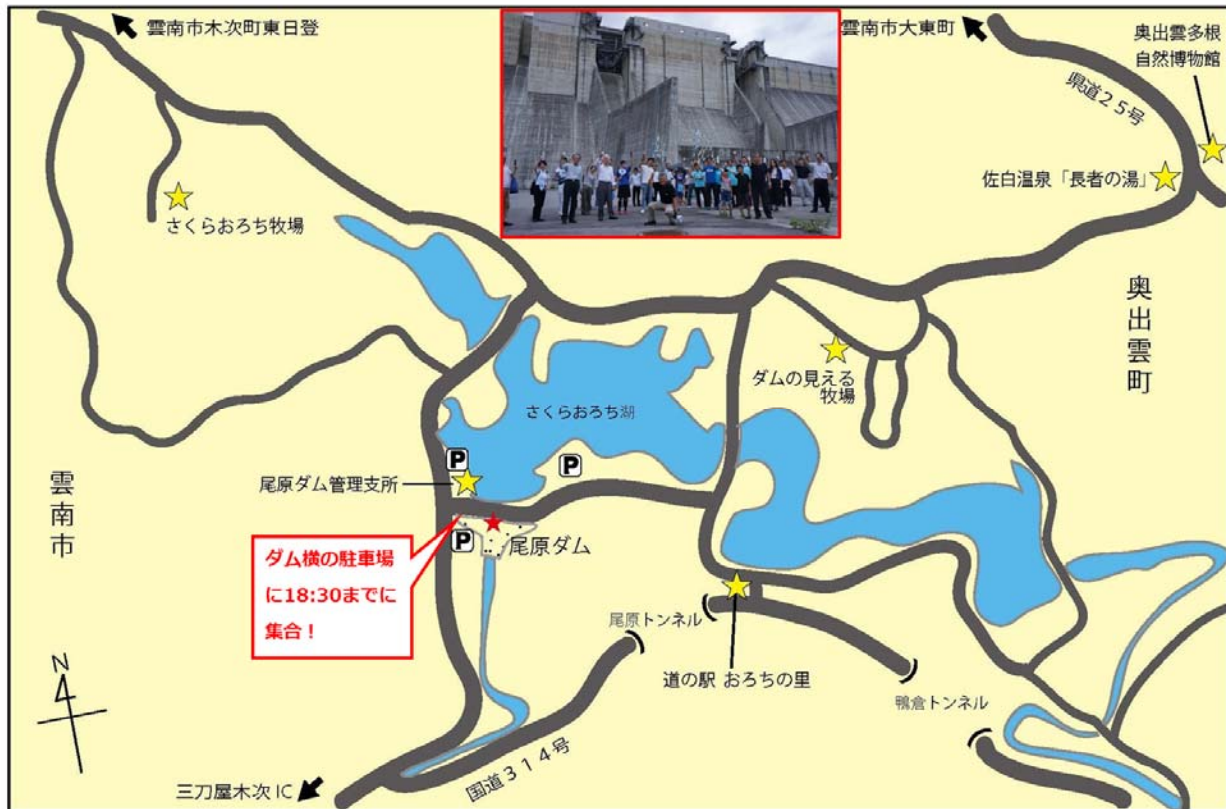 雲南市木次町東日登
雲南市大東町
奥出雲多根
自然博物館
県道25号
佐白温泉「長者の湯」
さくらおろち牧場
奥出雲町
ダムの見える
牧場
さくらおろち湖
P
P
尾原ダム管理支所
雲南市
P
尾原ダム
ダム横の駐車場
に18:30までに
集合！
尾原トンネル
道の駅 おろちの里
鴨倉トンネル
N
国道314号
三刀屋木次IC